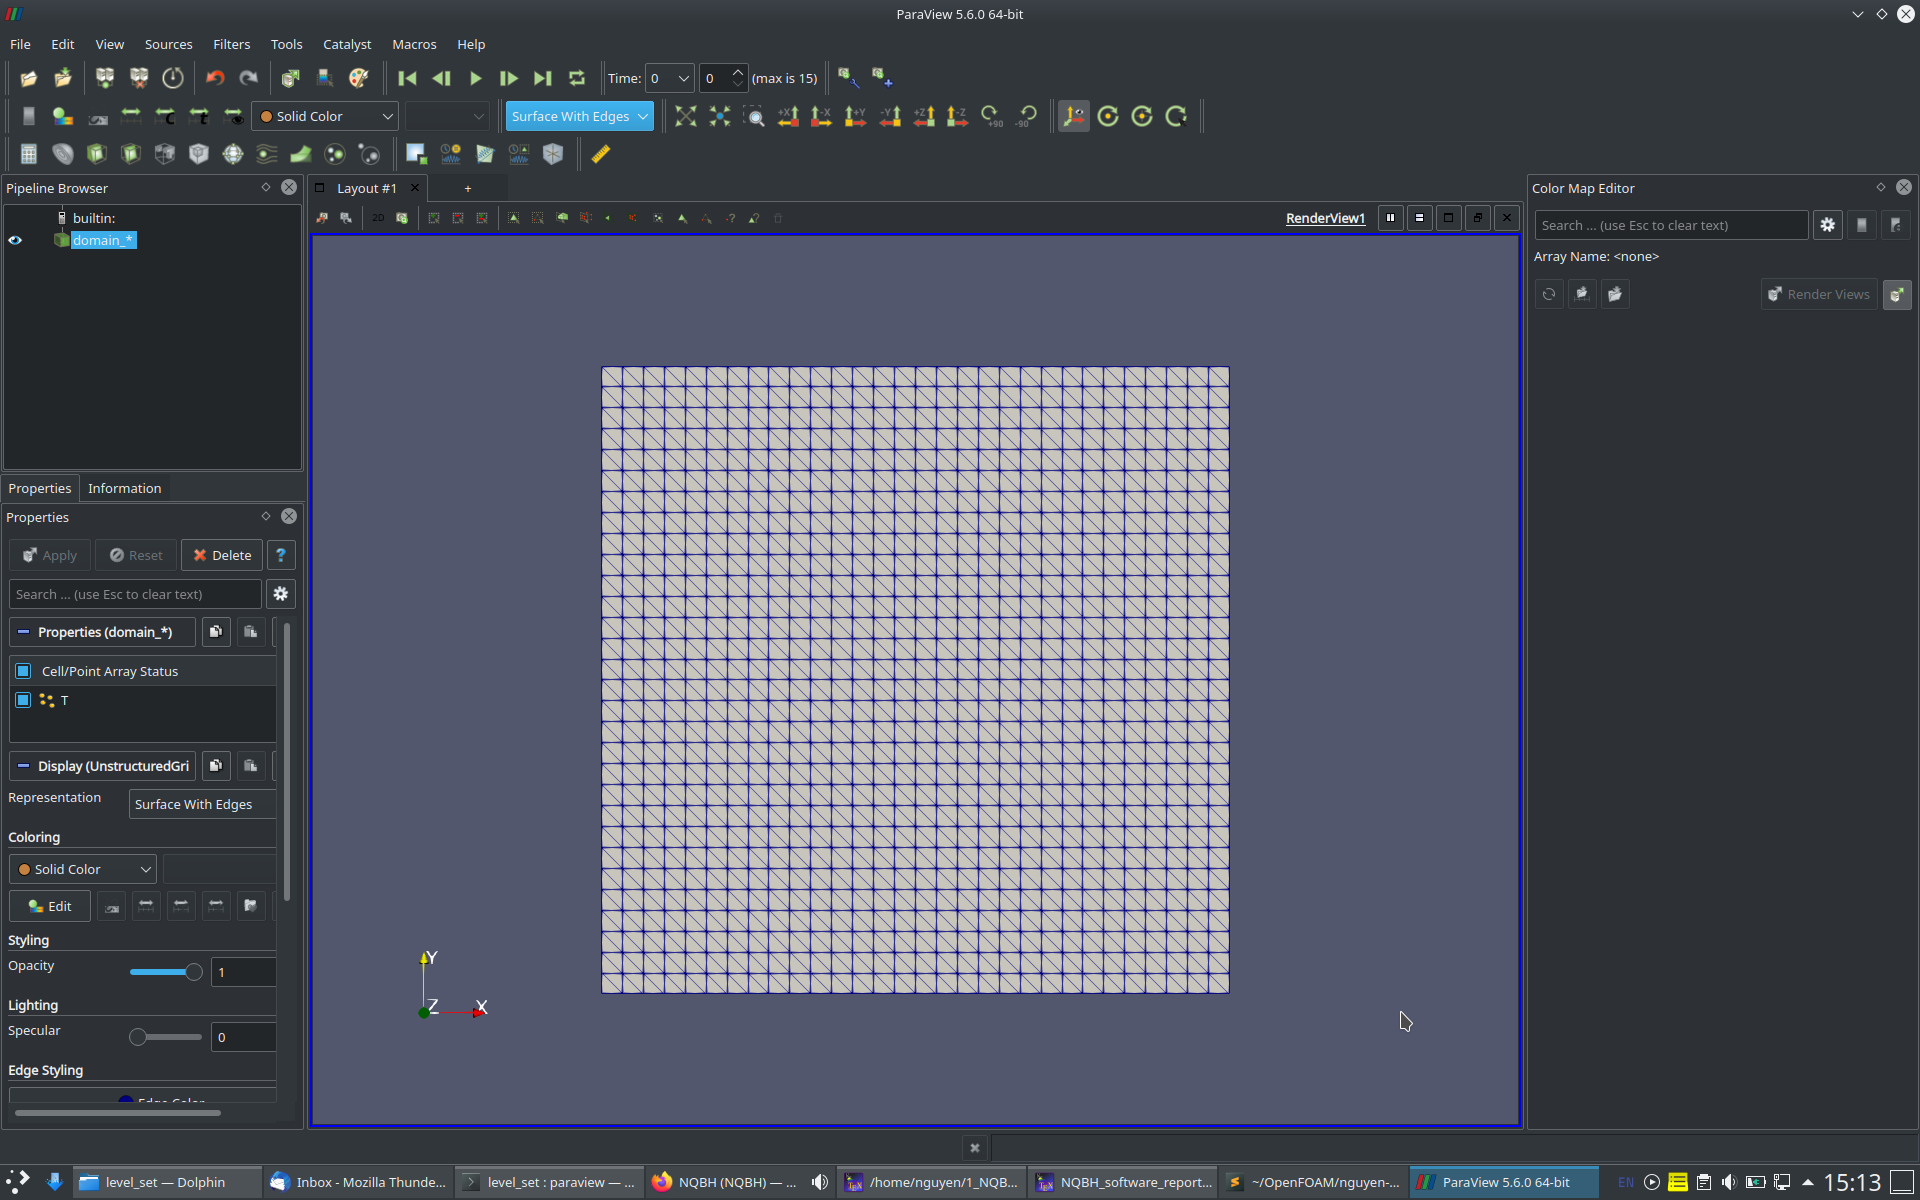 ParaView 5.6.0 64-bit
File Edit View Sources Filters Tools Catalyst Macros Help
Time: 0 0 (max is 15)
Solid Color Surface With Edges +X -X +Y -Y +Z -Z +90 -90
Pipeline Browser
builtin:
domain_*
Layout #1 +
2D RenderView1
Color Map Editor
Search ... (use Esc to clear text)
Array Name: <none>
Render Views
Properties Information
Properties
Apply Reset Delete ?
Search ... (use Esc to clear text)
Properties (domain_*)
Cell/Point Array Status
T
Display (UnstructuredGri
Representation Surface With Edges
Coloring
Solid Color
Edit
Styling
Opacity 1
Lighting
Specular 0
Edge Styling
Edge Color
Y
Z X
level_set — Dolphin Inbox - Mozilla Thunde... level_set : paraview — ... NQBH (NQBH) — ... /home/nguyen/1_NQB... NQBH_software_report... ~/OpenFOAM/nguyen-... ParaView 5.6.0 64-bit EN 15:13